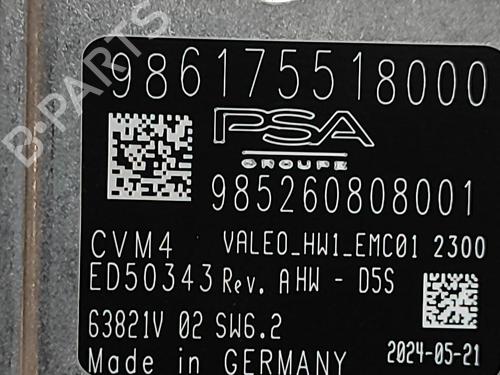 986175518000
B-PARTS
PSA
GROUPE
985260808001
CVM4 VALEO_HW1_EMC01 2300
ED50343 Rev. A HW - D5S
63821V 02 SW6.2
Made in GERMANY 2024-05-21